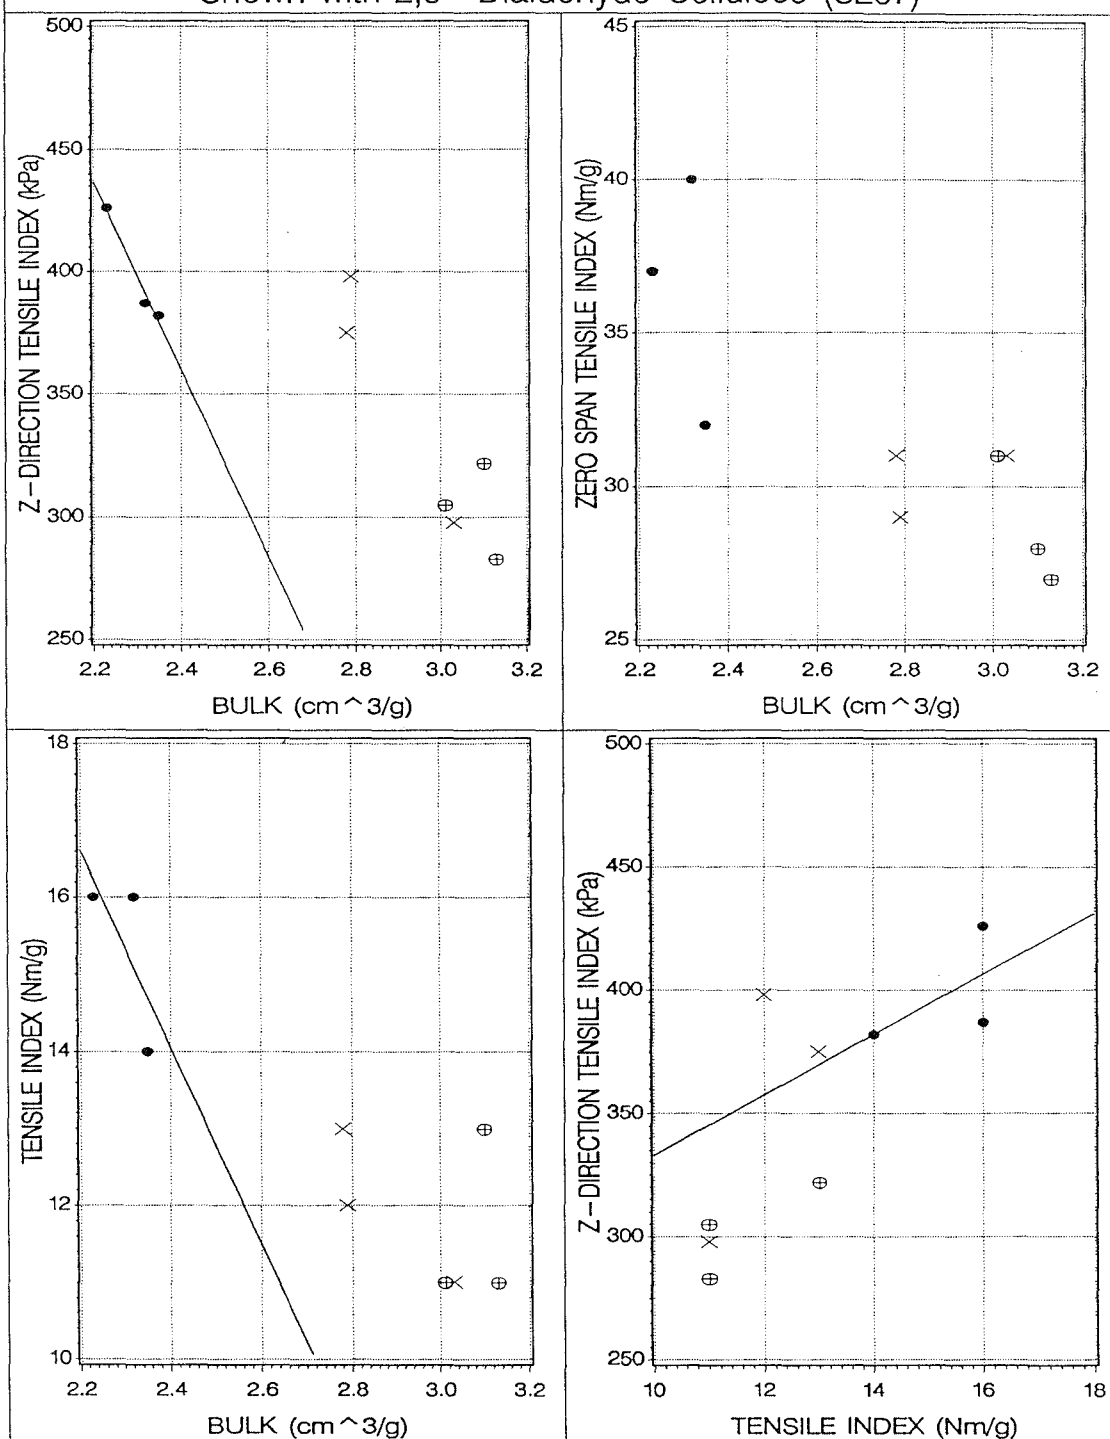 500
450
400
350
300
250
Z-DIRECTION TENSILE INDEX (kPa)
2.2 2.4 2.6 2.8 3.0 3.2
BULK (cm^3/g)
45
40
35
30
25
ZERO SPAN TENSILE INDEX (Nm/g)
2.2 2.4 2.6 2.8 3.0 3.2
BULK (cm^3/g)
18
16
14
12
10
TENSILE INDEX (Nm/g)
2.2 2.4 2.6 2.8 3.0 3.2
BULK (cm^3/g)
500
450
400
350
300
250
Z-DIRECTION TENSILE INDEX (kPa)
10 12 14 16 18
TENSILE INDEX (Nm/g)